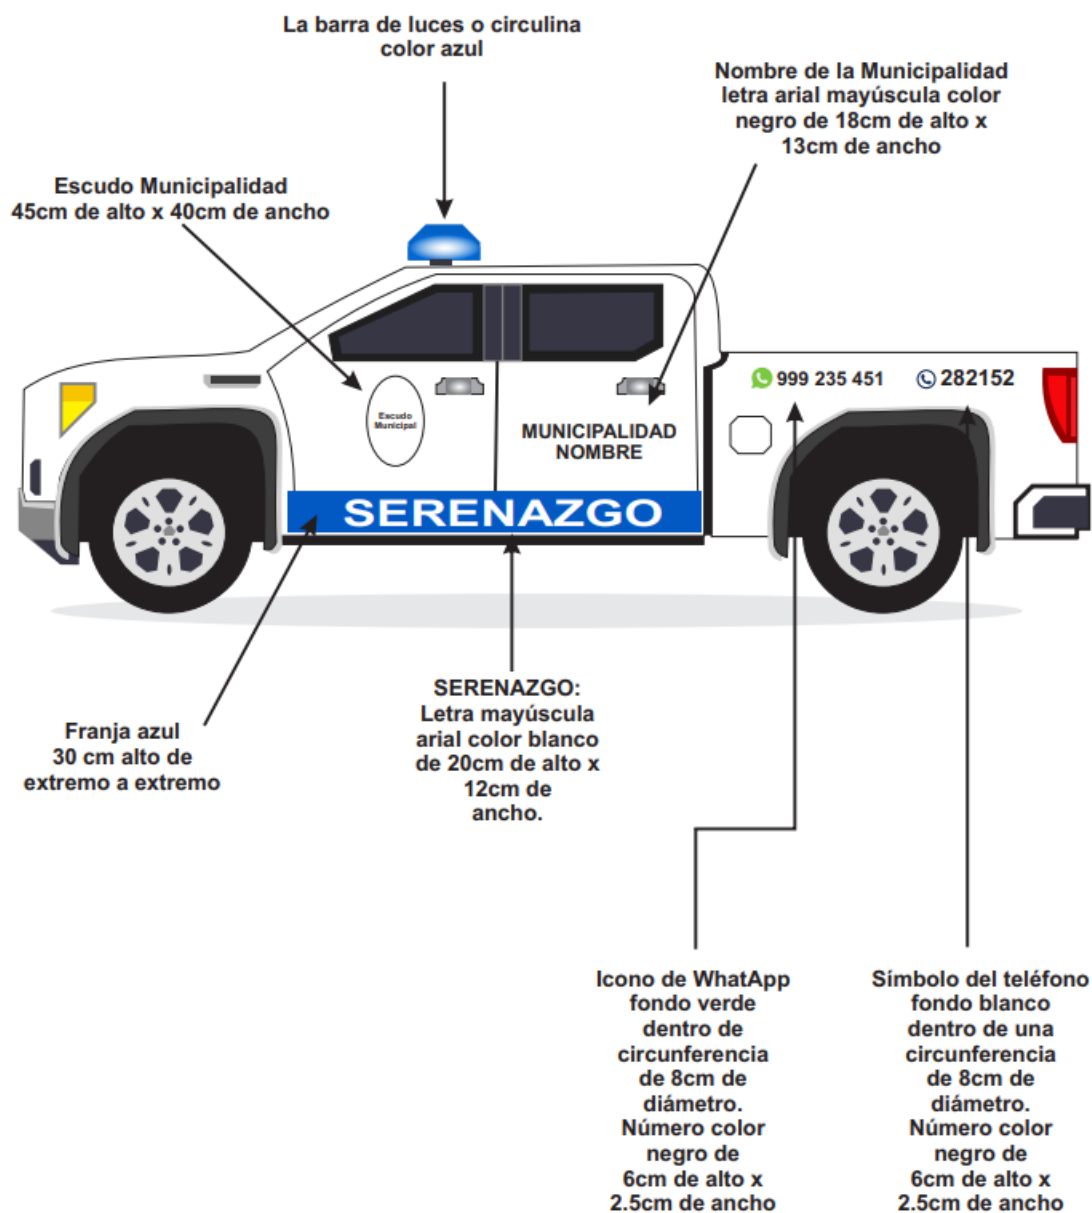 La barra de luces o circulina
color azul
Nombre de la Municipalidad
letra arial mayúscula color
negro de 18cm de alto x
13cm de ancho
Escudo Municipalidad
45cm de alto x 40cm de ancho
999 235 451
282152
Escudo
Municipal
MUNICIPALIDAD
NOMBRE
SERENAZGO
SERENAZGO:
Letra mayúscula
arial color blanco
de 20cm de alto x
12cm de
ancho.
Franja azul
30 cm alto de
extremo a extremo
Icono de WhatApp
fondo verde
dentro de
circunferencia
de 8cm de
diámetro.
Número color
negro de
6cm de alto x
2.5cm de ancho
Símbolo del teléfono
fondo blanco
dentro de una
circunferencia
de 8cm de
diámetro.
Número color
negro de
6cm de alto x
2.5cm de ancho